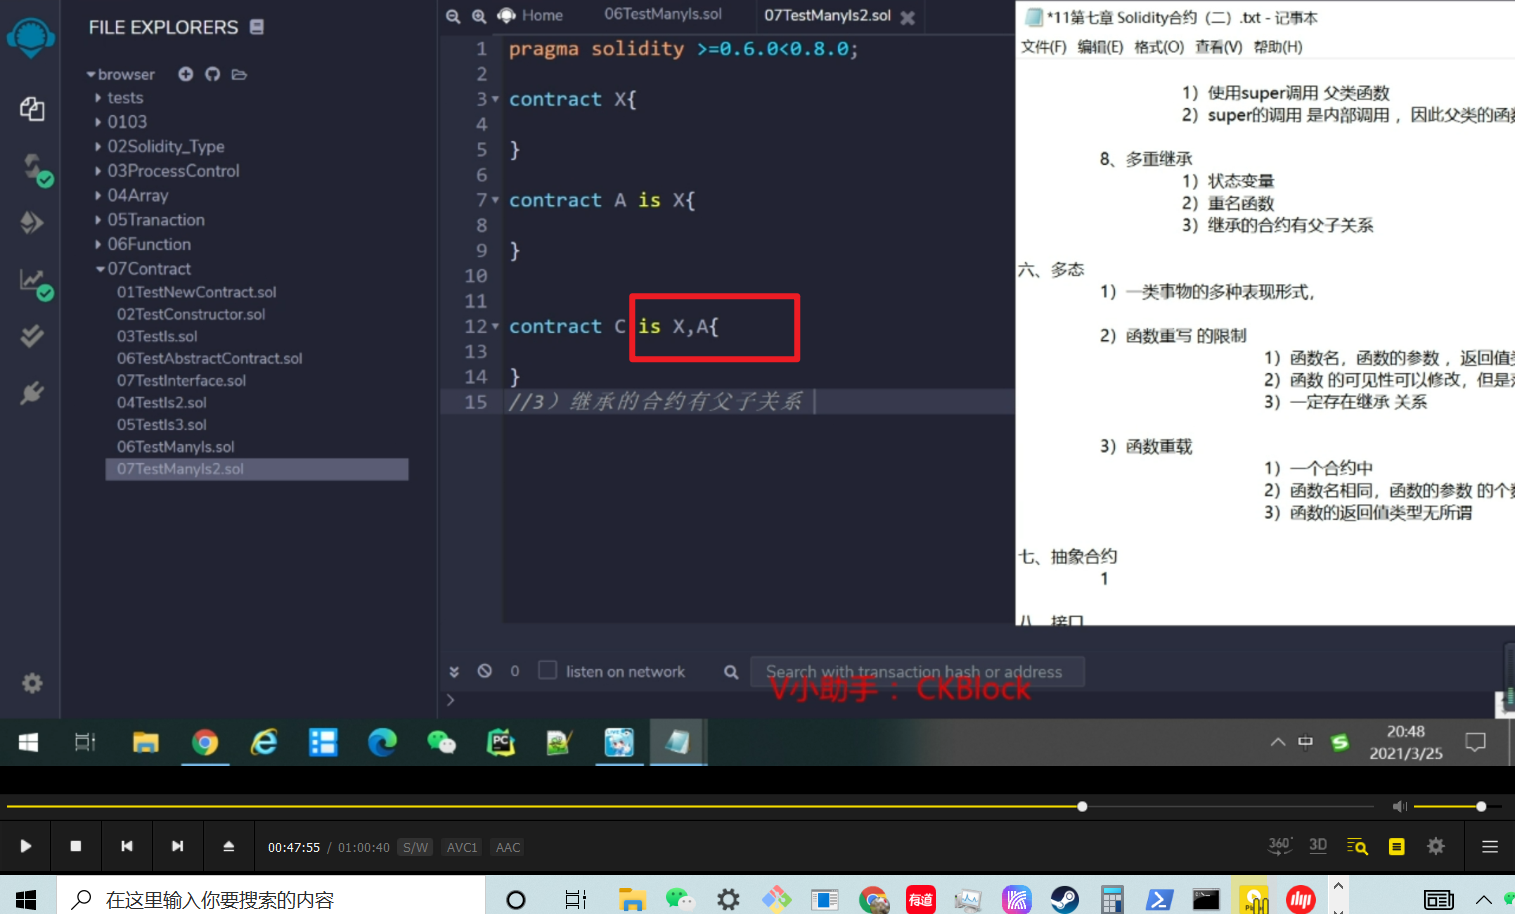 FILE EXPLORERS
browser
tests
0103
02Solidity_Type
03ProcessControl
04Array
05Tranaction
06Function
07Contract
01TestNewContract.sol
02TestConstructor.sol
03TestIs.sol
06TestAbstractContract.sol
07TestInterface.sol
04TestIs2.sol
05TestIs3.sol
06TestManyIs.sol
07TestManyIs2.sol
Home
06TestManyIs.sol
07TestManyIs2.sol
1 pragma solidity >=0.6.0<0.8.0;
2
3 contract X{
4
5 }
6
7 contract A is X{
8
9 }
10
11
12 contract C is X,A{
13
14 }
15 //3）继承的合约有父子关系
0
listen on network
Search with transaction hash or address
V小助手： CKBlock
*11第七章 Solidity合约（二）.txt - 记事本
文件(F) 编辑(E) 格式(O) 查看(V) 帮助(H)
1）使用super调用 父类函数
2）super的调用 是内部调用 ，因此父类的函
8、多重继承
1）状态变量
2）重名函数
3）继承的合约有父子关系
六、多态
1）一类事物的多种表现形式，
2）函数重写 的限制
1）函数名，函数的参数 ，返回值
2）函数 的可见性可以修改，但是
3）一定存在继承 关系
3）函数重载
1）一个合约中
2）函数名相同，函数的参数 的个
3）函数的返回值类型无所谓
七、抽象合约
1
八、接口
中
20:48
2021/3/25
00:47:55 / 01:00:40 S/W AVC1 AAC
360° 3D
在这里输入你要搜索的内容
有道